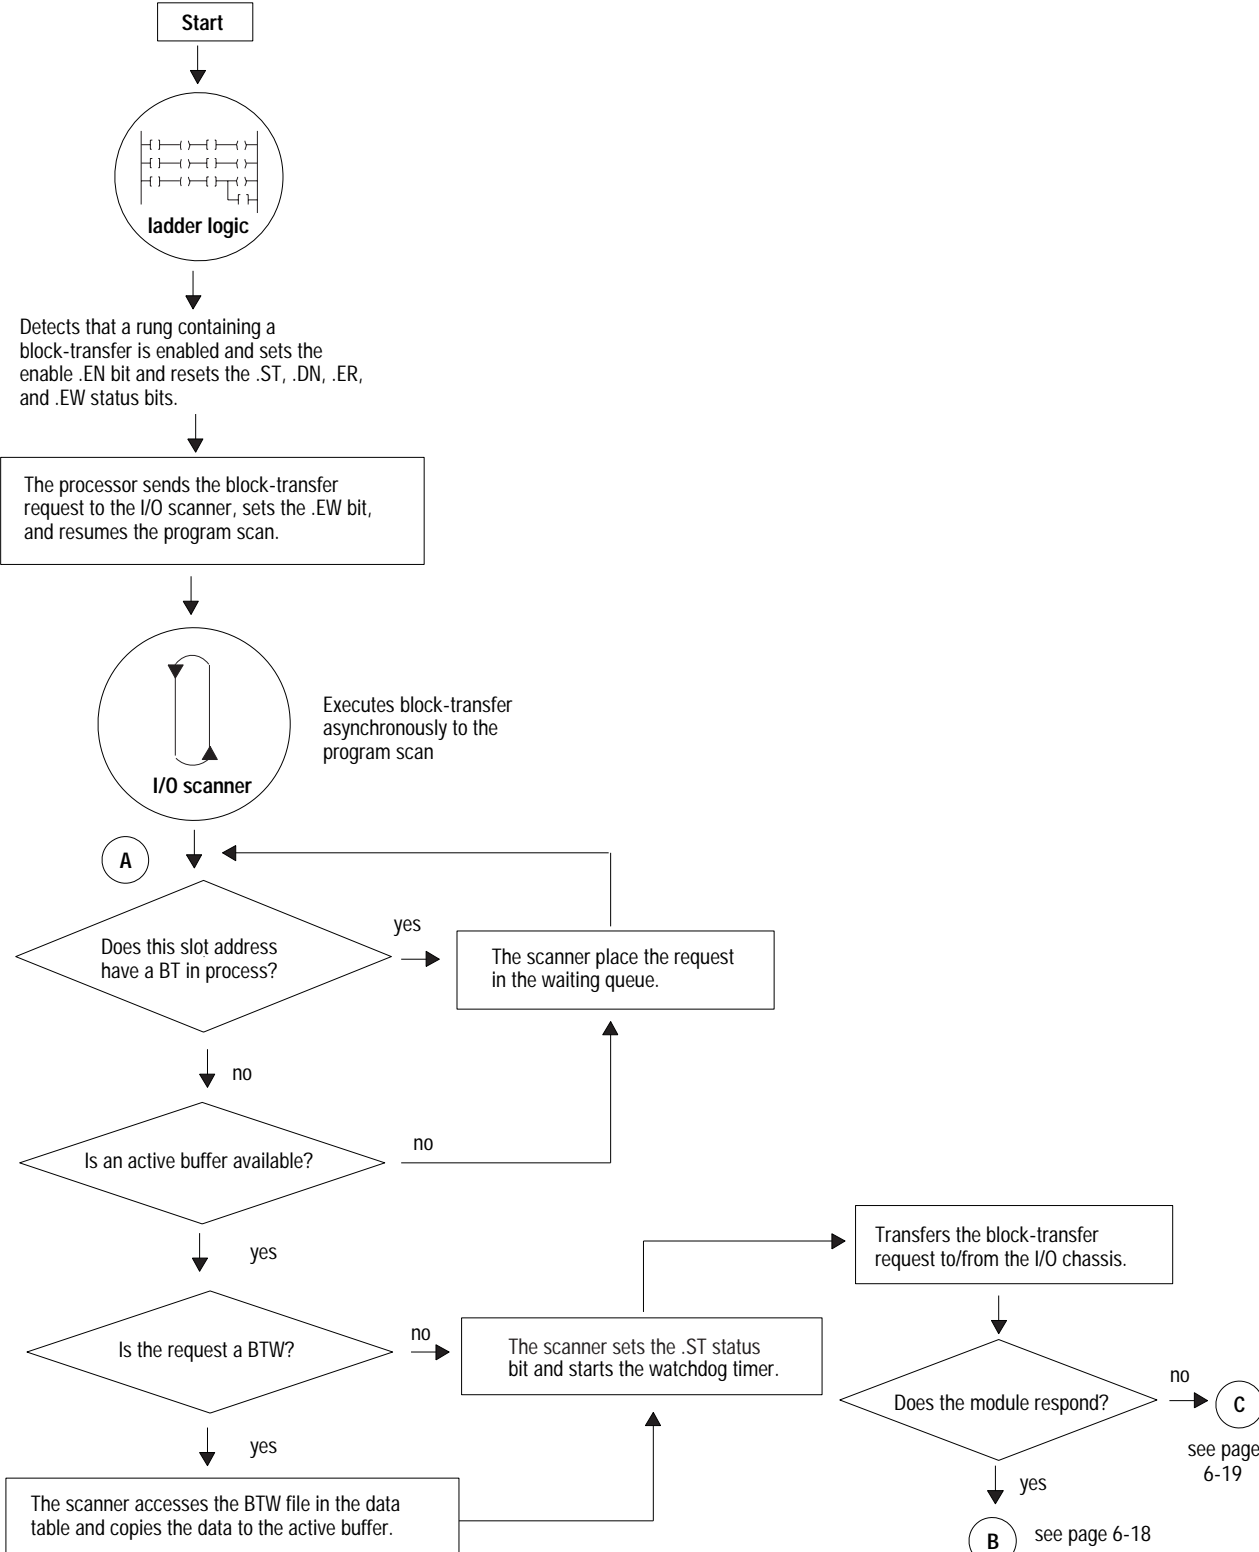 Start
ladder logic
Detects that a rung containing a
block-transfer is enabled and sets the
enable .EN bit and resets the .ST, .DN, .ER,
and .EW status bits.
The processor sends the block-transfer
request to the I/O scanner, sets the .EW bit,
and resumes the program scan.
I/O scanner
Executes block-transfer
asynchronously to the
program scan
A
Does this slot address
have a BT in process?
yes
The scanner place the request
in the waiting queue.
no
Is an active buffer available?
no
yes
Is the request a BTW?
no
The scanner sets the .ST status
bit and starts the watchdog timer.
yes
The scanner accesses the BTW file in the data
table and copies the data to the active buffer.
Transfers the block-transfer
request to/from the I/O chassis.
Does the module respond?
no
C
see page
6-19
yes
B
see page 6-18